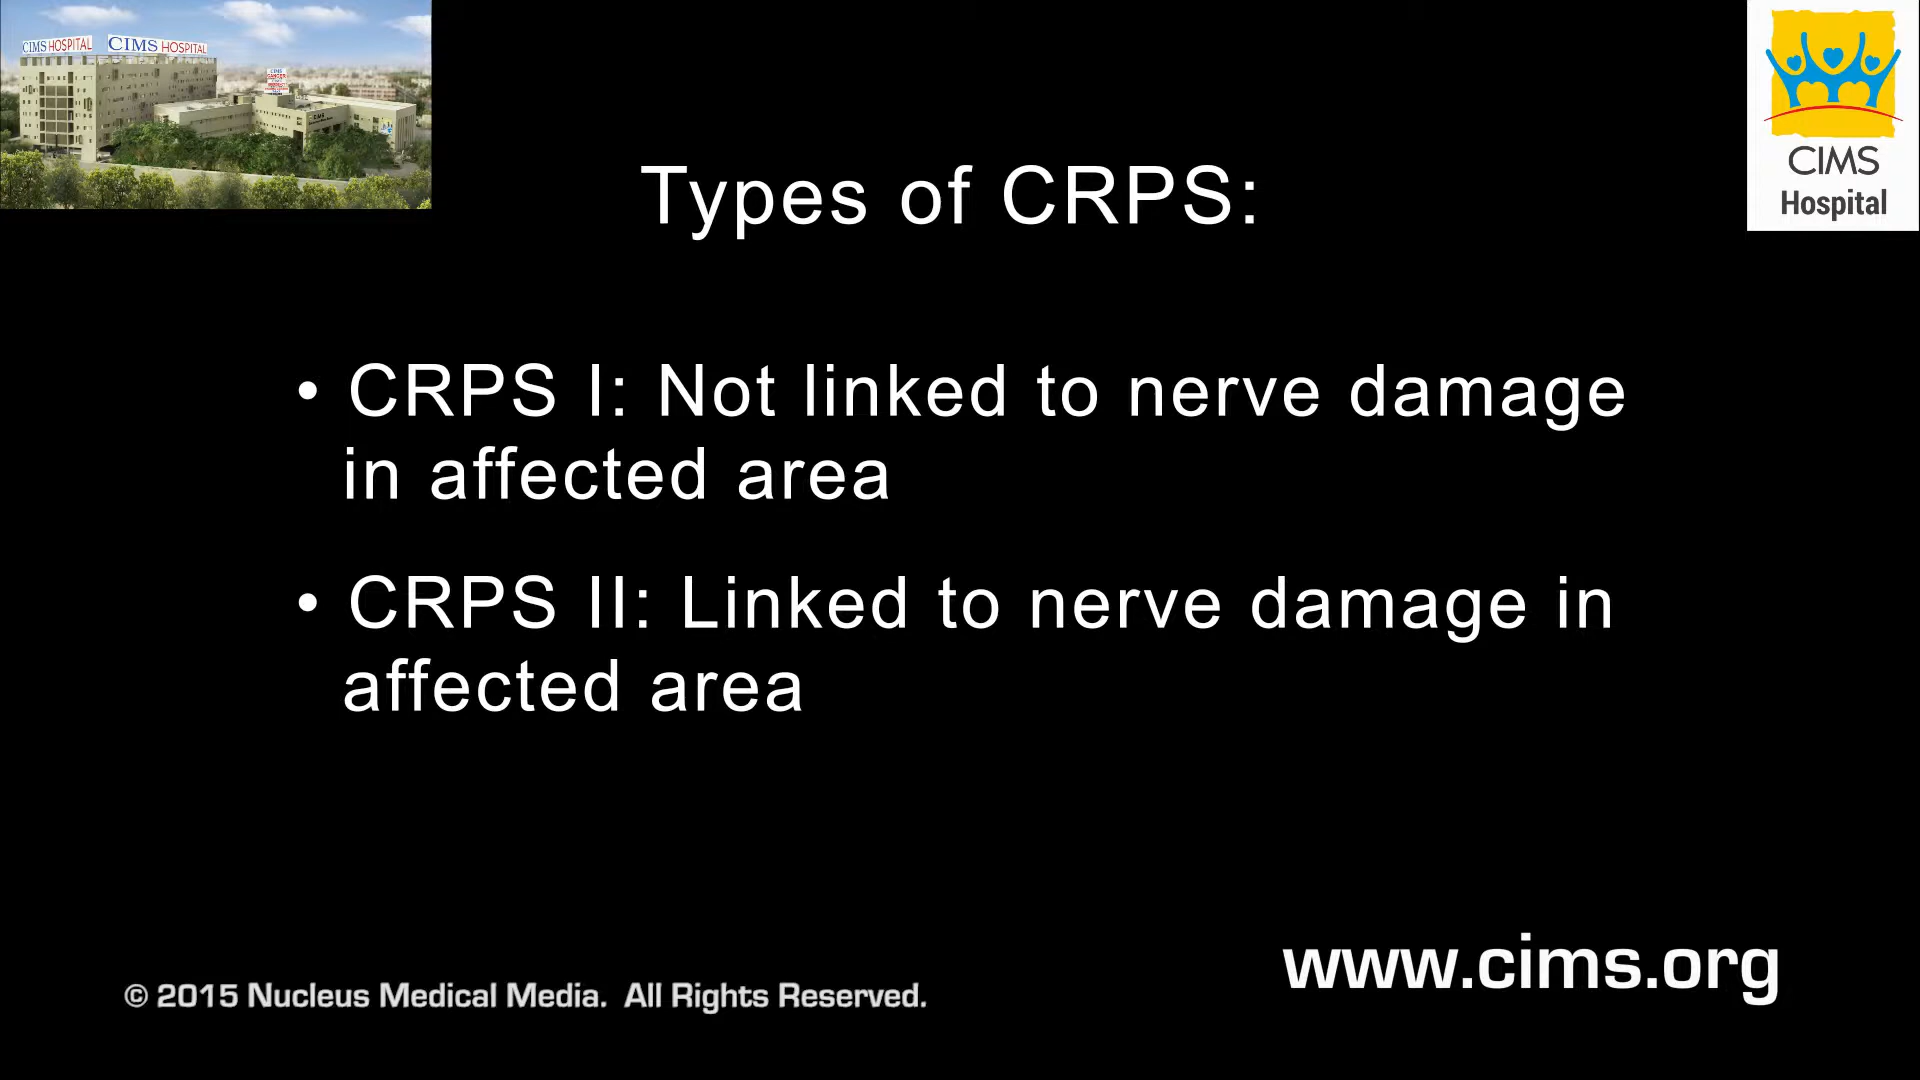 CIMS HOSPITAL CIMS HOSPITAL
CIMS
Hospital
Types of CRPS:
• CRPS I: Not linked to nerve damage
in affected area
• CRPS II: Linked to nerve damage in
affected area
www.cims.org
© 2015 Nucleus Medical Media. All Rights Reserved.